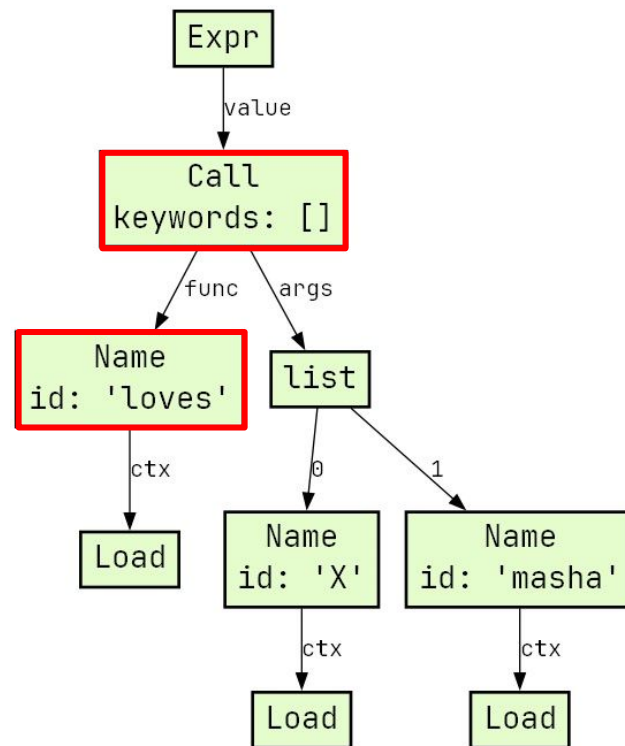 Expr
value
Call
keywords: []
func
args
Name
id: 'loves'
list
ctx
0
1
Load
Name
id: 'X'
Name
id: 'masha'
ctx
ctx
Load
Load